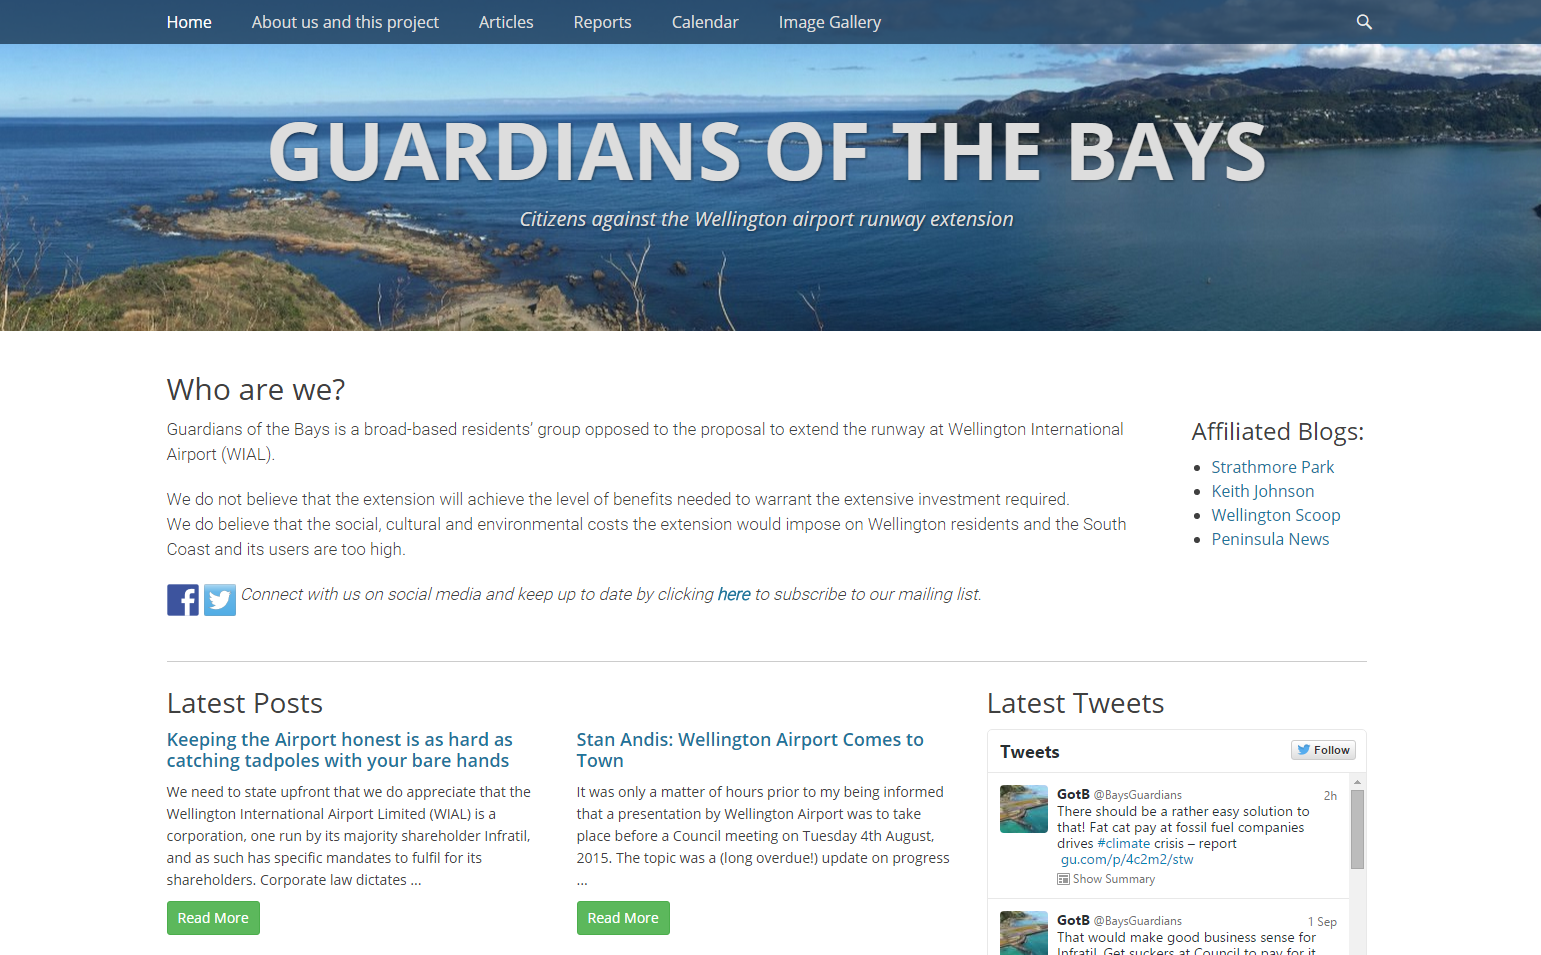 Home About us and this project Articles Reports Calendar Image Gallery
GUARDIANS OF THE BAYS
Citizens against the Wellington airport runway extension
Who are we?
Guardians of the Bays is a broad-based residents' group opposed to the proposal to extend the runway at Wellington International
Airport (WIAL).
We do not believe that the extension will achieve the level of benefits needed to warrant the extensive investment required.
We do believe that the social, cultural and environmental costs the extension would impose on Wellington residents and the South
Coast and its users are too high.
Connect with us on social media and keep up to date by clicking here to subscribe to our mailing list.
Affiliated Blogs:
Strathmore Park
Keith Johnson
Wellington Scoop
Peninsula News
Latest Posts
Keeping the Airport honest is as hard as
catching tadpoles with your bare hands
We need to state upfront that we do appreciate that the
Wellington International Airport Limited (WIAL) is a
corporation, one run by its majority shareholder Infratil,
and as such has specific mandates to fulfil for its
shareholders. Corporate law dictates ...
Read More
Stan Andis: Wellington Airport Comes to
Town
It was only a matter of hours prior to my being informed
that a presentation by Wellington Airport was to take
place before a Council meeting on Tuesday 4th August,
2015. The topic was a (long overdue!) update on progress
...
Read More
Latest Tweets
Tweets
Follow
GotB @BaysGuardians 2h
There should be a rather easy solution to
that! Fat cat pay at fossil fuel companies
drives #climate crisis – report
gu.com/p/4c2m2/stw
Show Summary
GotB @BaysGuardians 1 Sep
That would make good business sense for
Infratil. Get suckers at Council to pay for it